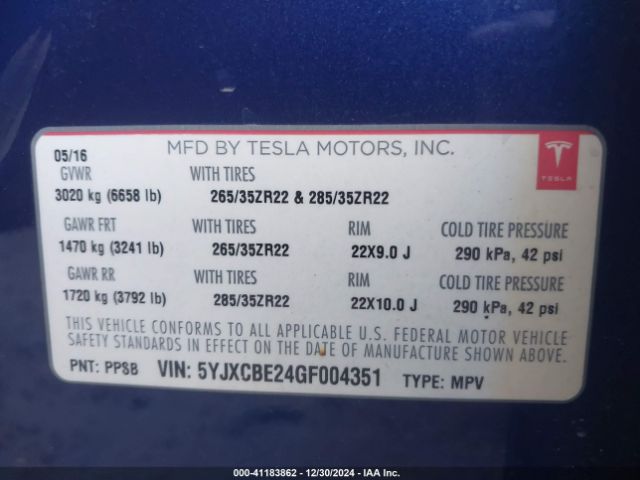 MFD BY TESLA MOTORS, INC.
05/16
GVWR WITH TIRES
3020 kg (6658 lb) 265/35ZR22 & 285/35ZR22
TESLA
GAWR FRT WITH TIRES RIM COLD TIRE PRESSURE
1470 kg (3241 lb) 265/35ZR22 22X9.0 J 290 kPa, 42 psi
GAWR RR WITH TIRES RIM COLD TIRE PRESSURE
1720 kg (3792 lb) 285/35ZR22 22X10.0 J 290 kPa, 42 psi
THIS VEHICLE CONFORMS TO ALL APPLICABLE U.S. FEDERAL MOTOR VEHICLE
SAFETY STANDARDS IN EFFECT ON THE DATE OF MANUFACTURE SHOWN ABOVE.
PNT: PPSB VIN: 5YJXCBE24GF004351 TYPE: MPV
000-41183862 - 12/30/2024 - IAA Inc.